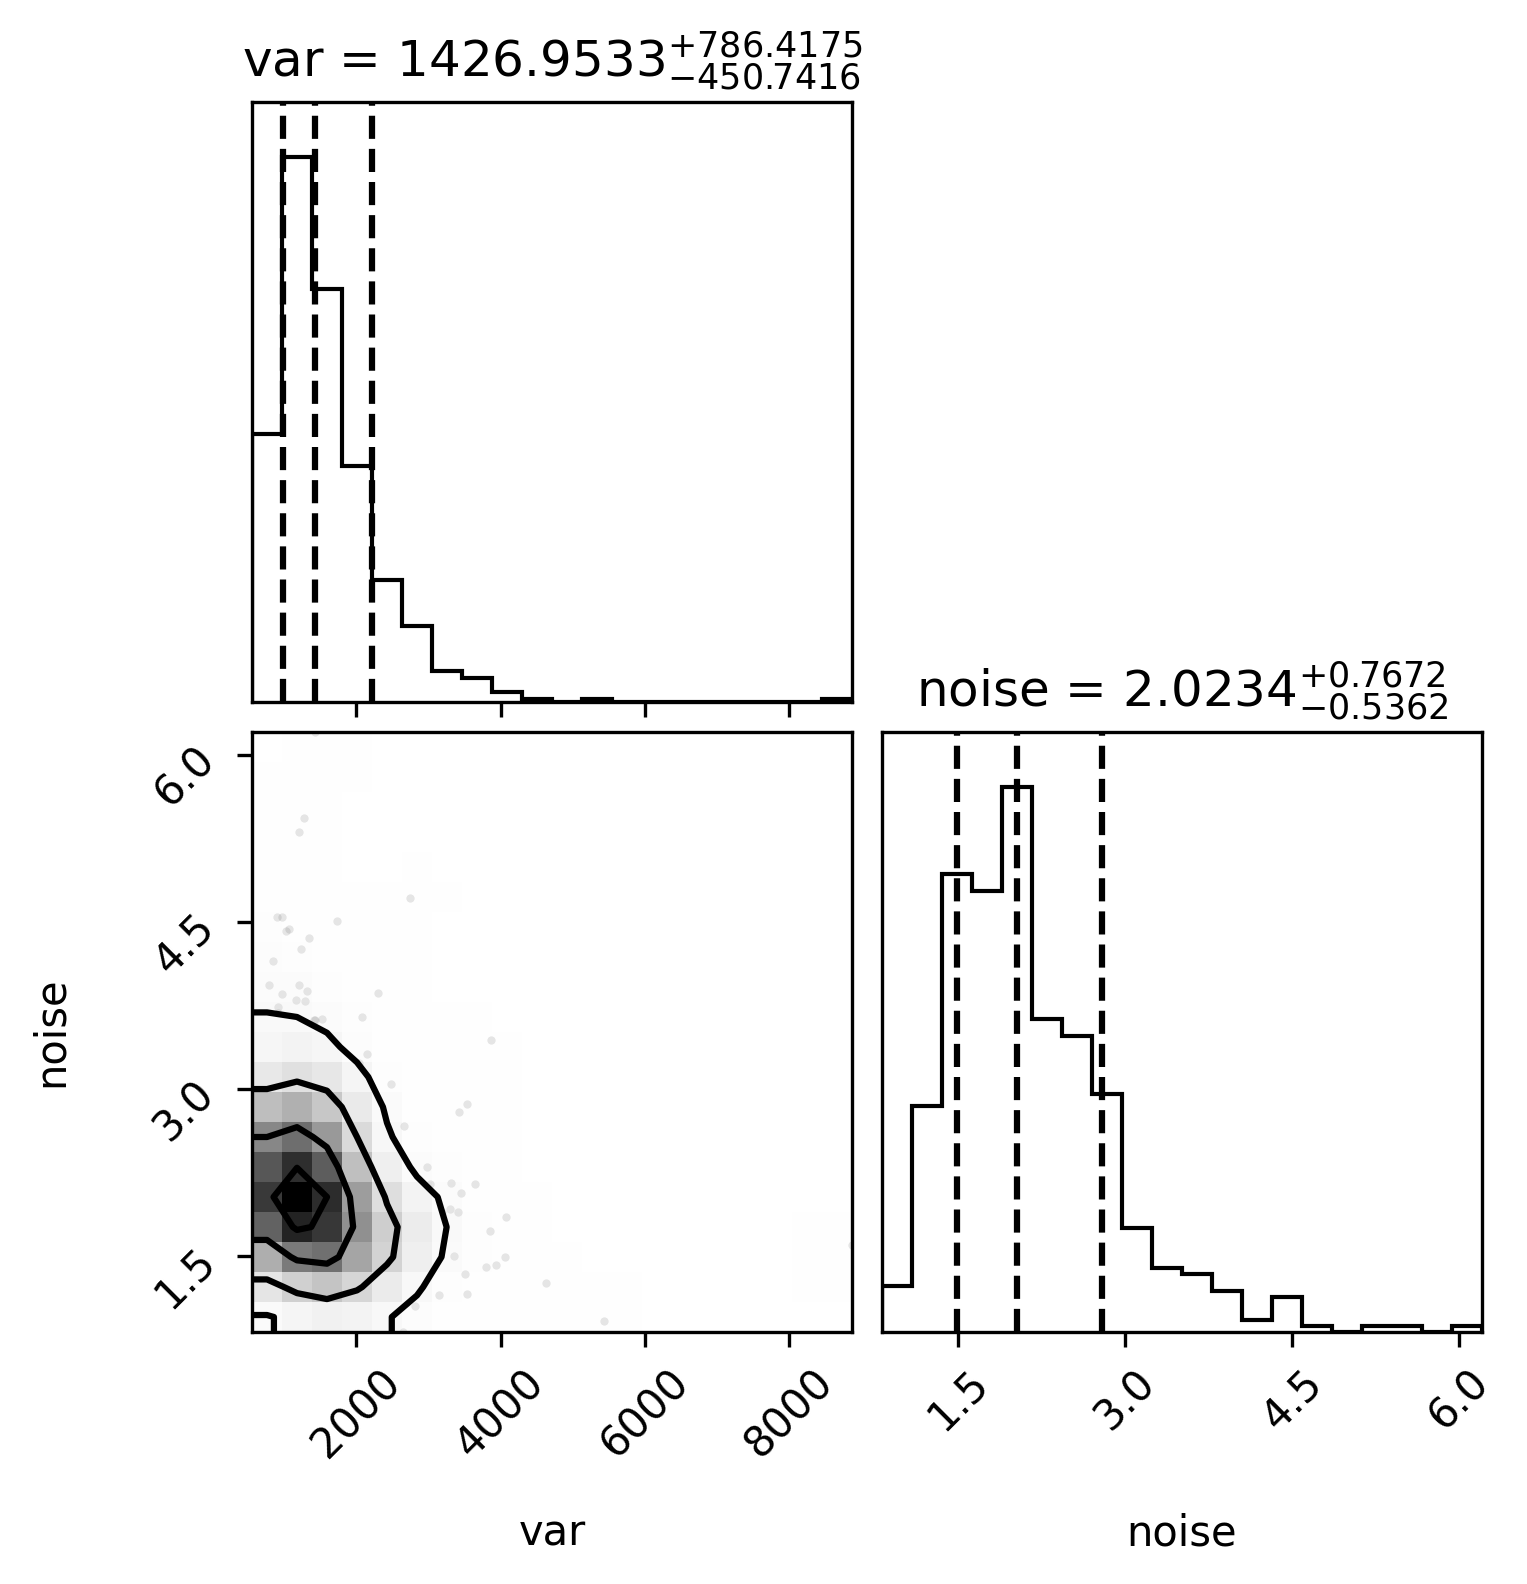 var = 1426.9533 +786.4175 −450.7416
noise = 2.0234 +0.7672 −0.5362
6.0
4.5
3.0
1.5
noise
2000 4000 6000 8000
1.5 3.0 4.5 6.0
var
noise